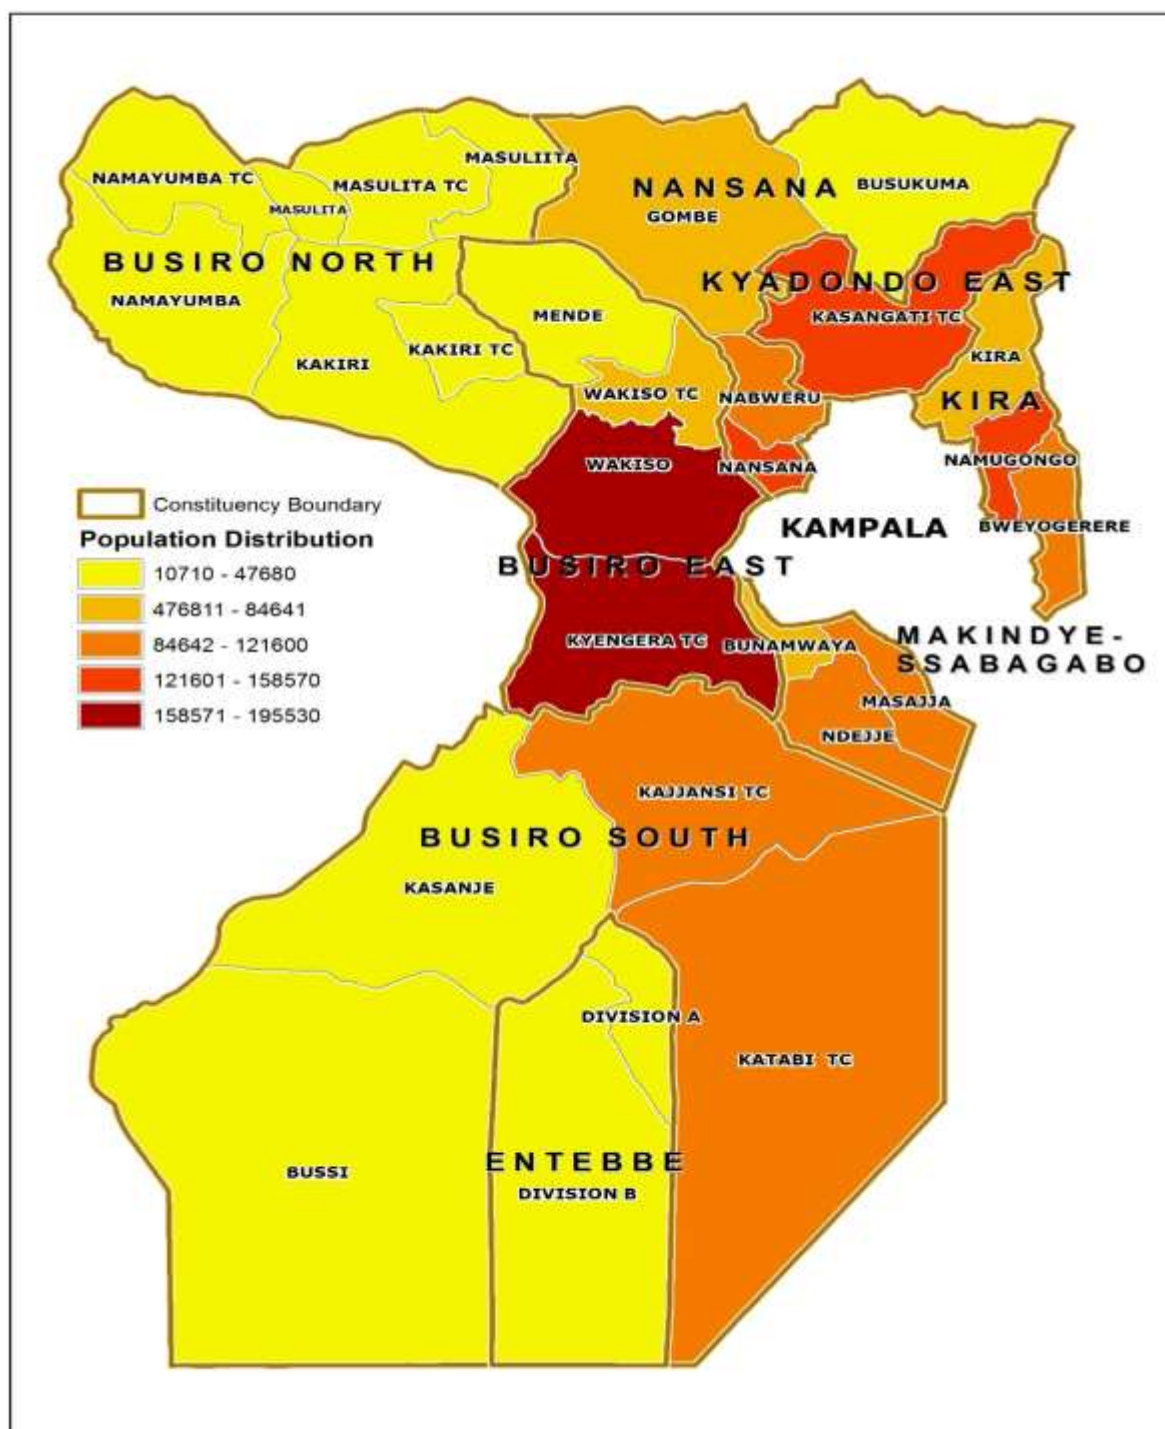 MASULIITA
NAMAYUMBA TC
MASULITA TC
MASULITA
NANSANA
GOMBE
BUSUKUMA
BUSIRO NORTH
NAMAYUMBA
KYADONDO EAST
KASANGATI TC
MENDE
KAKIRI TC
KAKIRI
KIRA
WAKISO TC
NABWERU
KIRA
WAKISO
NANSANA
NAMUGONGO
KAMPALA
BWEYOGERERE
Constituency Boundary
Population Distribution
10710 - 47680
476811 - 84641
84642 - 121600
121601 - 158570
158571 - 195530
BUSIRO EAST
KYENGERA TC
BUNAMWAYA
MAKINDYE-
SSABAGABO
MASAJJA
NDEJJE
KAJJANSI TC
BUSIRO SOUTH
KASANJE
DIVISION A
KATABI TC
BUSSI
ENTEBBE
DIVISION B